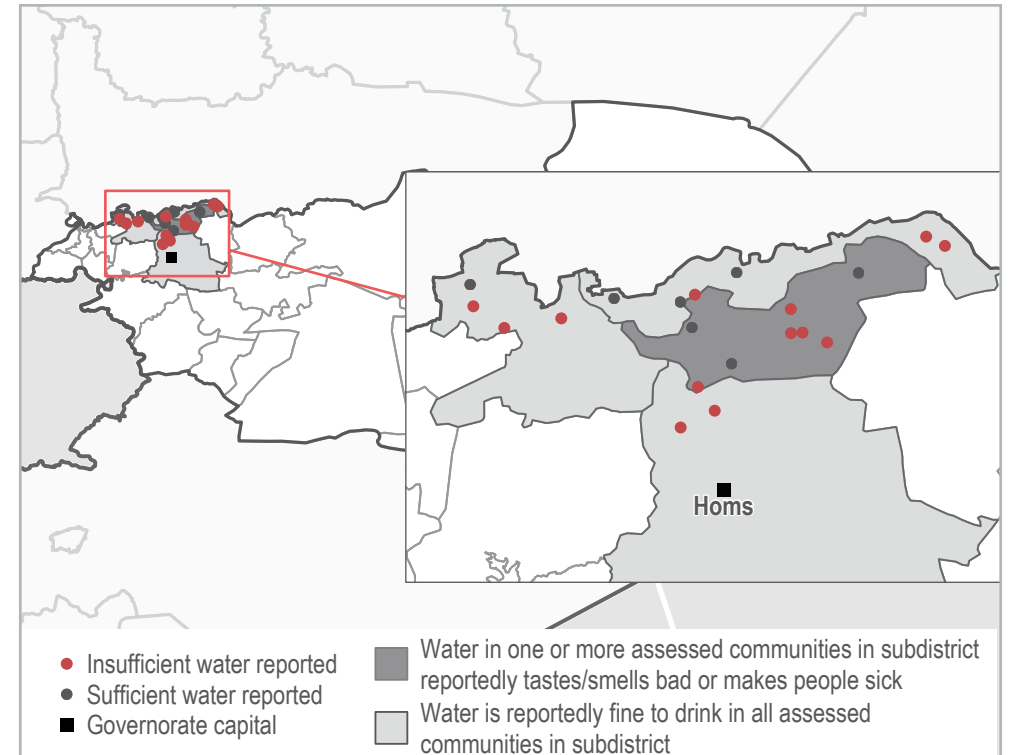 Homs
Insufficient water reported
Sufficient water reported
Governorate capital
Water in one or more assessed communities in subdistrict
reportedly tastes/smells bad or makes people sick
Water is reportedly fine to drink in all assessed
communities in subdistrict